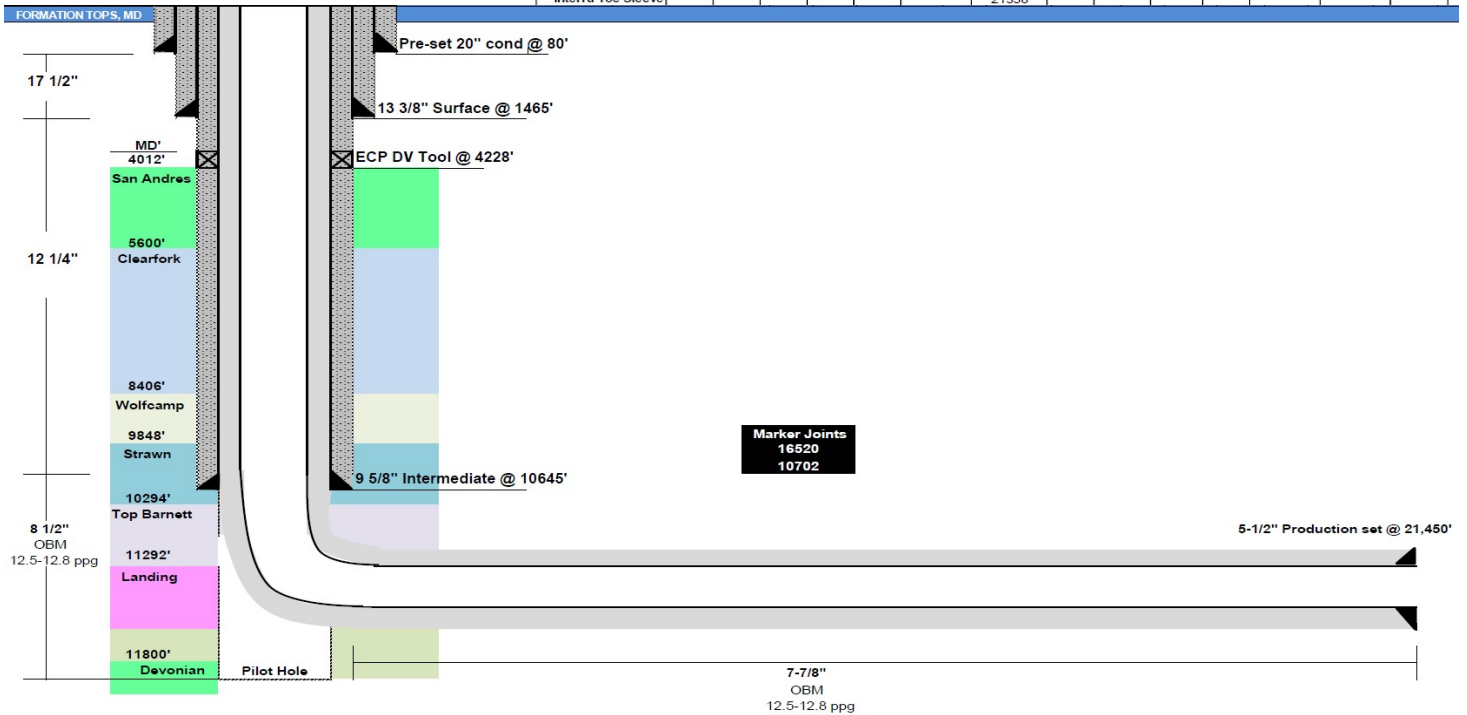 Interra Toe Sleeve
21338
FORMATION TOPS, MD
Pre-set 20" cond @ 80'
17 1/2"
13 3/8" Surface @ 1465'
MD'
4012'
ECP DV Tool @ 4228'
San Andres
5600'
12 1/4"
Clearfork
8406'
Wolfcamp
9848'
Strawn
Marker Joints
16520
10702
9 5/8" Intermediate @ 10645'
10294'
Top Barnett
8 1/2"
OBM
12.5-12.8 ppg
5-1/2" Production set @ 21,450'
11292'
Landing
11800'
Devonian
Pilot Hole
7-7/8"
OBM
12.5-12.8 ppg